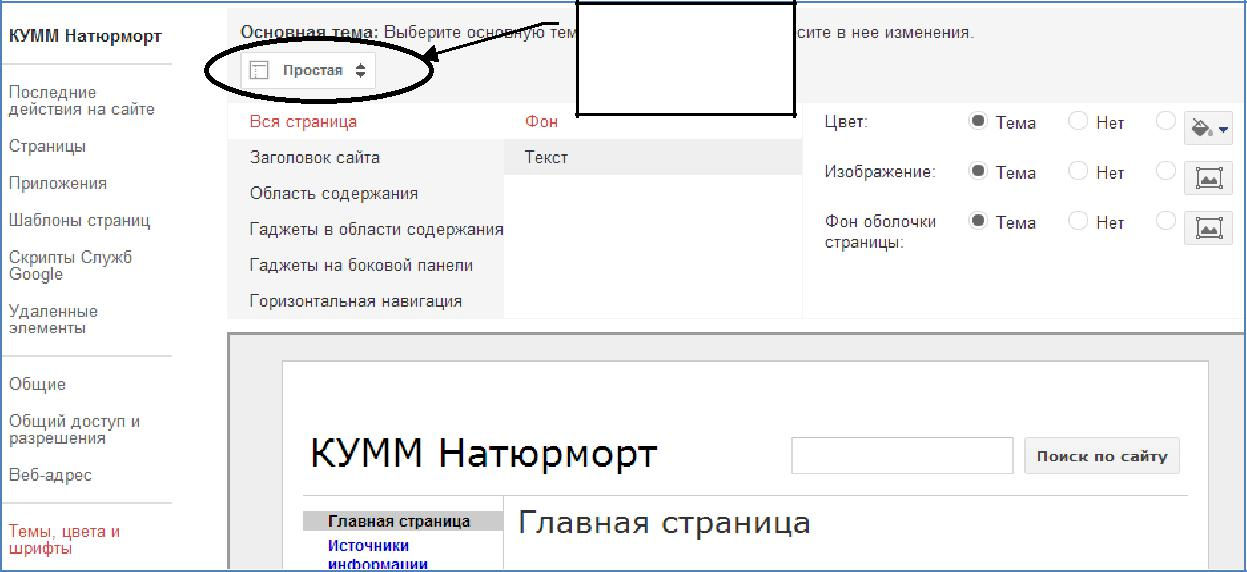 КУММ Натюрморт
Последние
действия на сайте
Страницы
Приложения
Шаблоны страниц
Скрипты Служб
Google
Удаленные
элементы
Общие
Общий доступ и
разрешения
Веб-адрес
Темы, цвета и
шрифты
Основная тема: Выберите основную тем
сите в нее изменения.
Простая
Вся страница
Заголовок сайта
Область содержания
Гаджеты в области содержания
Гаджеты на боковой панели
Горизонтальная навигация
Фон
Текст
Цвет: Тема Нет
Изображение: Тема Нет
Фон оболочки
страницы: Тема Нет
КУММ Натюрморт
Поиск по сайту
Главная страница
Источники
информации
Главная страница